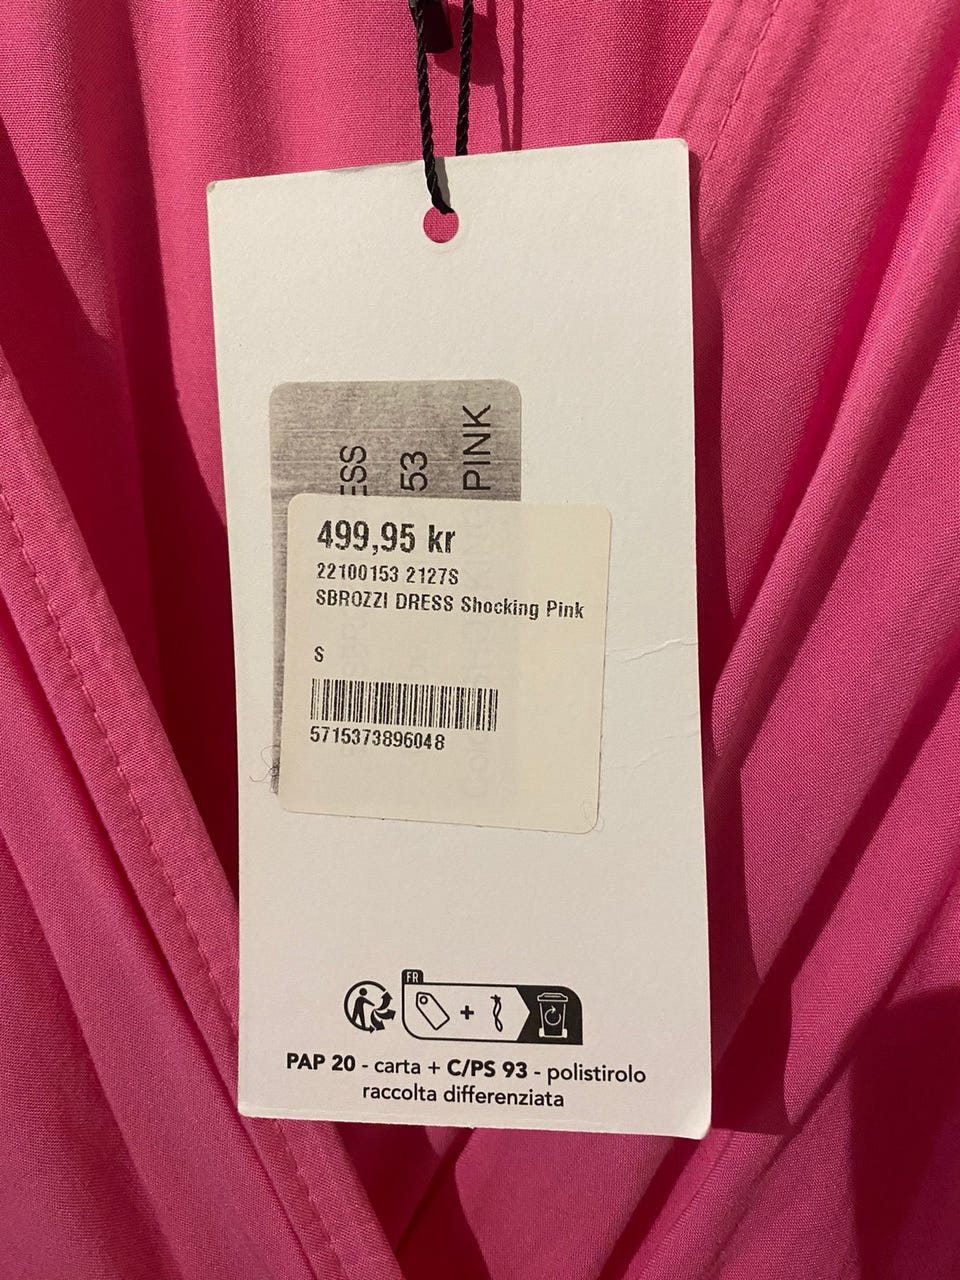 ESS
53
PINK
499,95 kr
22100153 2127S
SBROZZI DRESS Shocking Pink
S
5715373896048
FR
PAP 20 - carta + C/PS 93 - polistirolo
raccolta differenziata